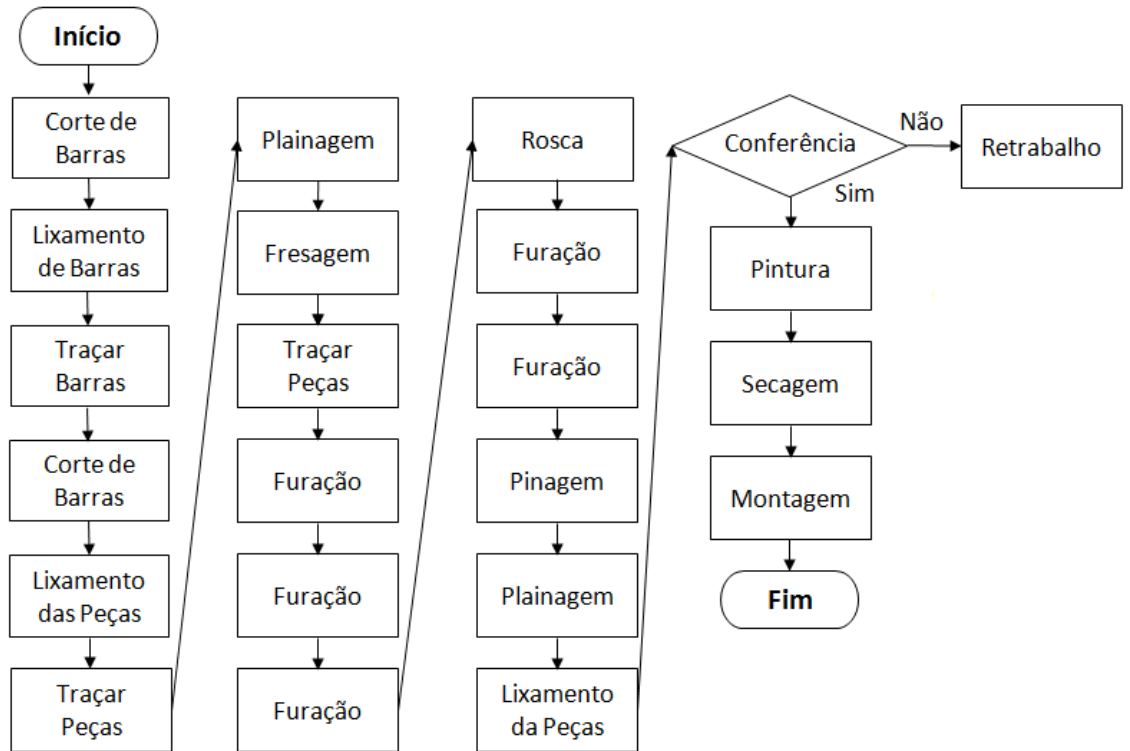 Início
Corte de
Barras
Lixamento
de Barras
Traçar
Barras
Corte de
Barras
Lixamento
das Peças
Traçar
Peças
Plainagem
Fresagem
Traçar
Peças
Furação
Furação
Furação
Rosca
Furação
Furação
Pinagem
Plainagem
Lixamento
da Peças
Conferência
Não
Retrabalho
Sim
Pintura
Secagem
Montagem
Fim